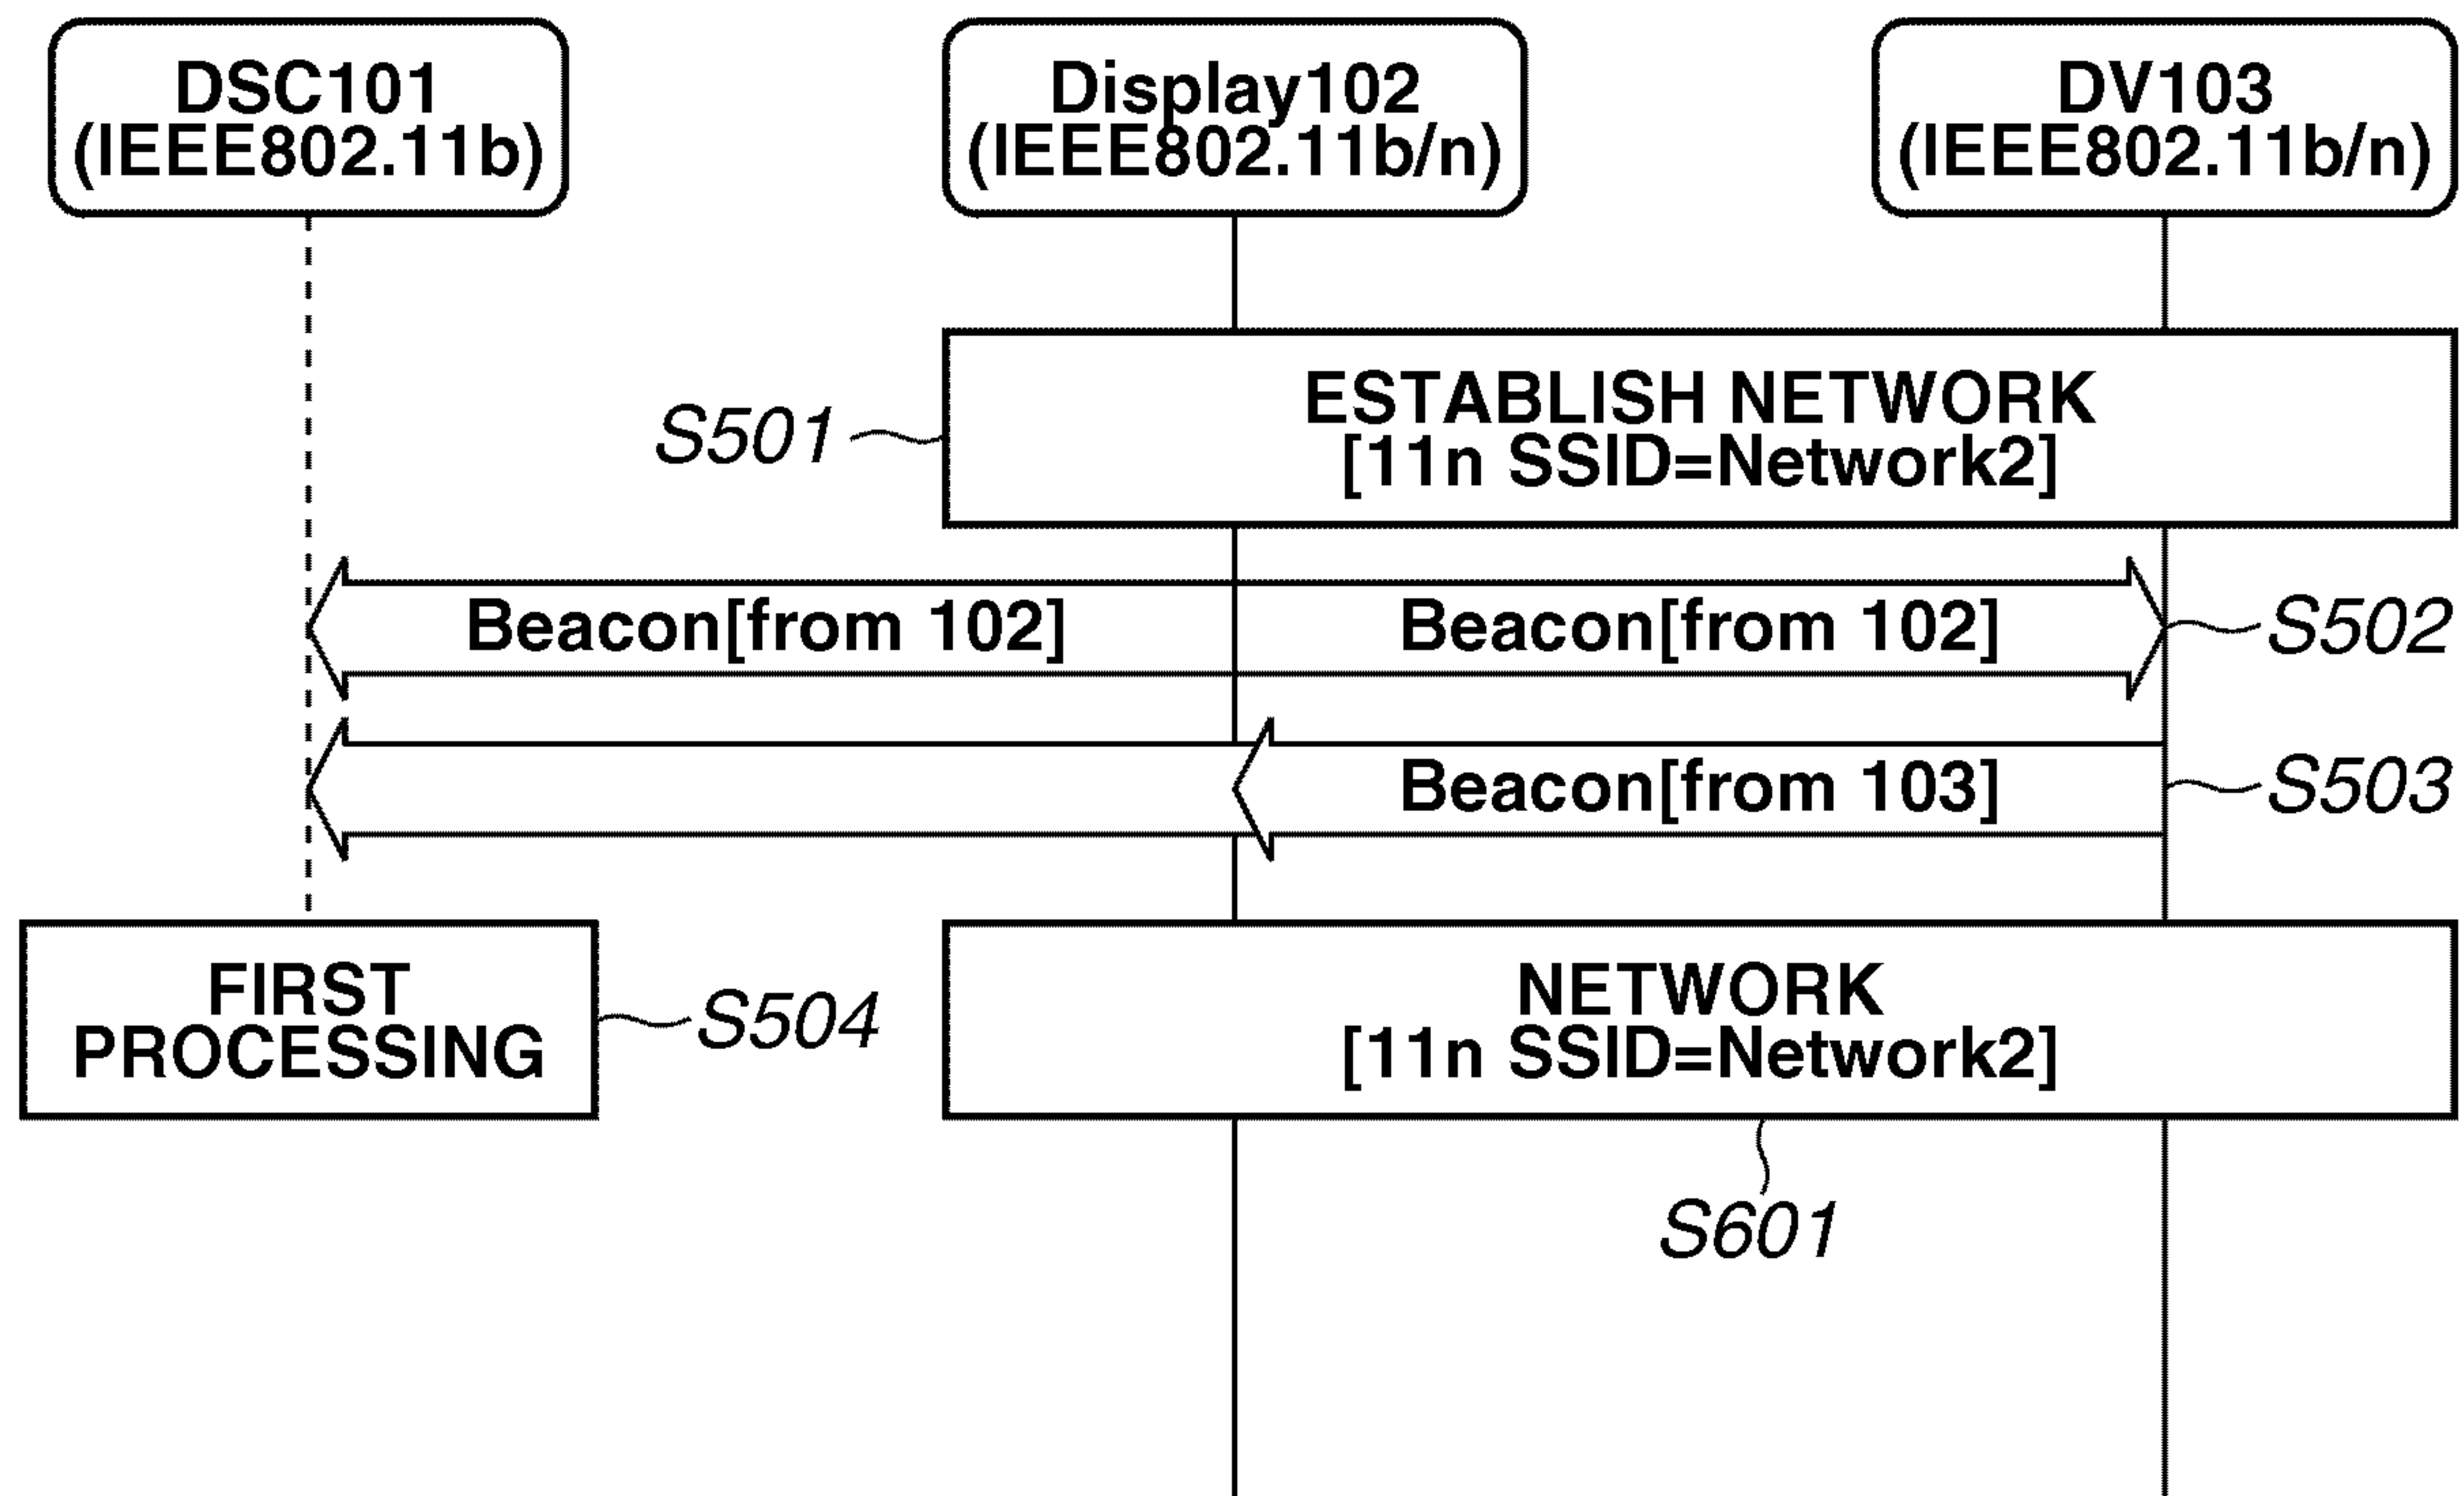 DSC101
(IEEE802.11b)
Display102
(IEEE802.11b/n)
DV103
(IEEE802.11b/n)
S501
ESTABLISH NETWORK
[11n SSID=Network2]
Beacon[from 102]
Beacon[from 102]
S502
Beacon[from 103]
S503
FIRST
PROCESSING
S504
NETWORK
[11n SSID=Network2]
S601